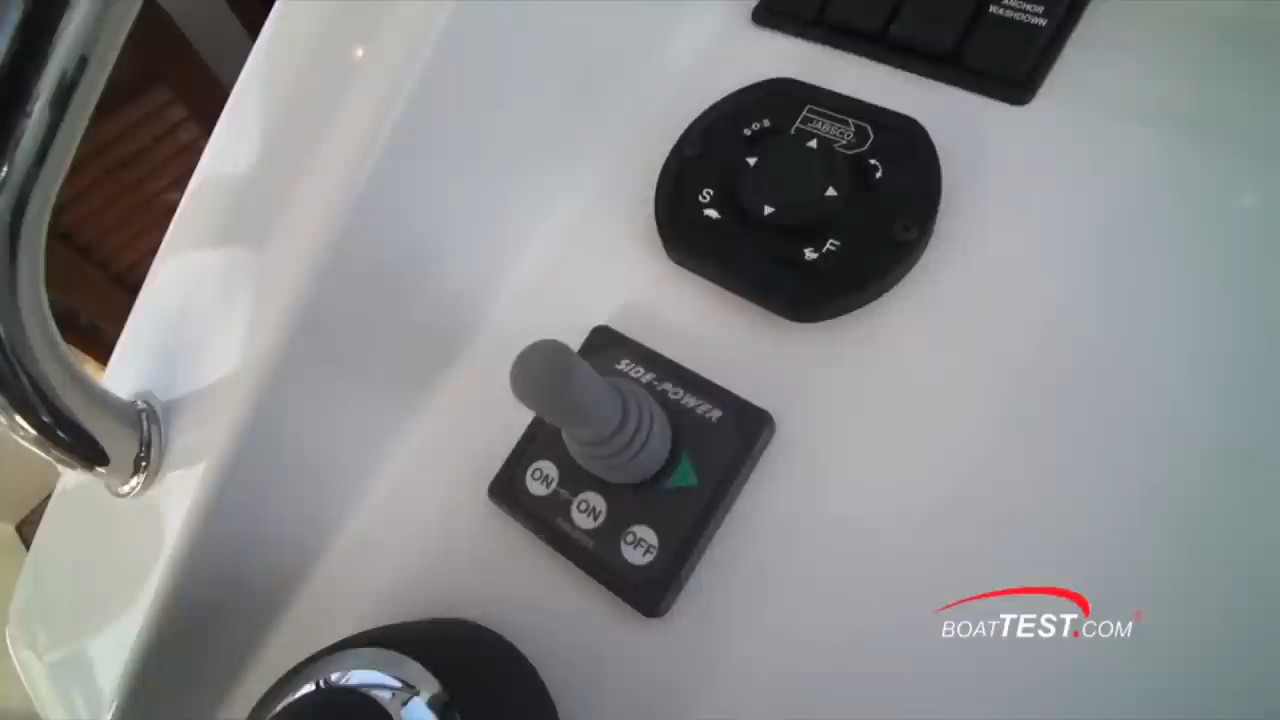 ANCHOR
WASHDOWN
JABSCO
SOS
S
F
SIDE-POWER
ON
ON
OFF
BOATTEST.COM